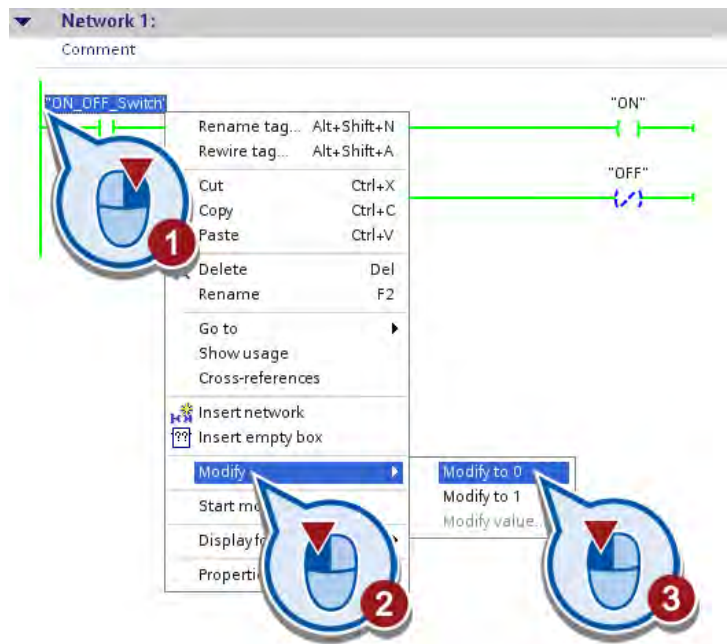 Network 1:
Comment
"ON_OFF_Switch"
"ON"
"OFF"
Rename tag... Alt+Shift+N
Rewire tag... Alt+Shift+A
Cut Ctrl+X
Copy Ctrl+C
Paste Ctrl+V
Delete Del
Rename F2
Go to
Show usage
Cross-references
Insert network
?? Insert empty box
Modify
Modify to 0
Modify to 1
Modify value...
Start
Display
1
2
3